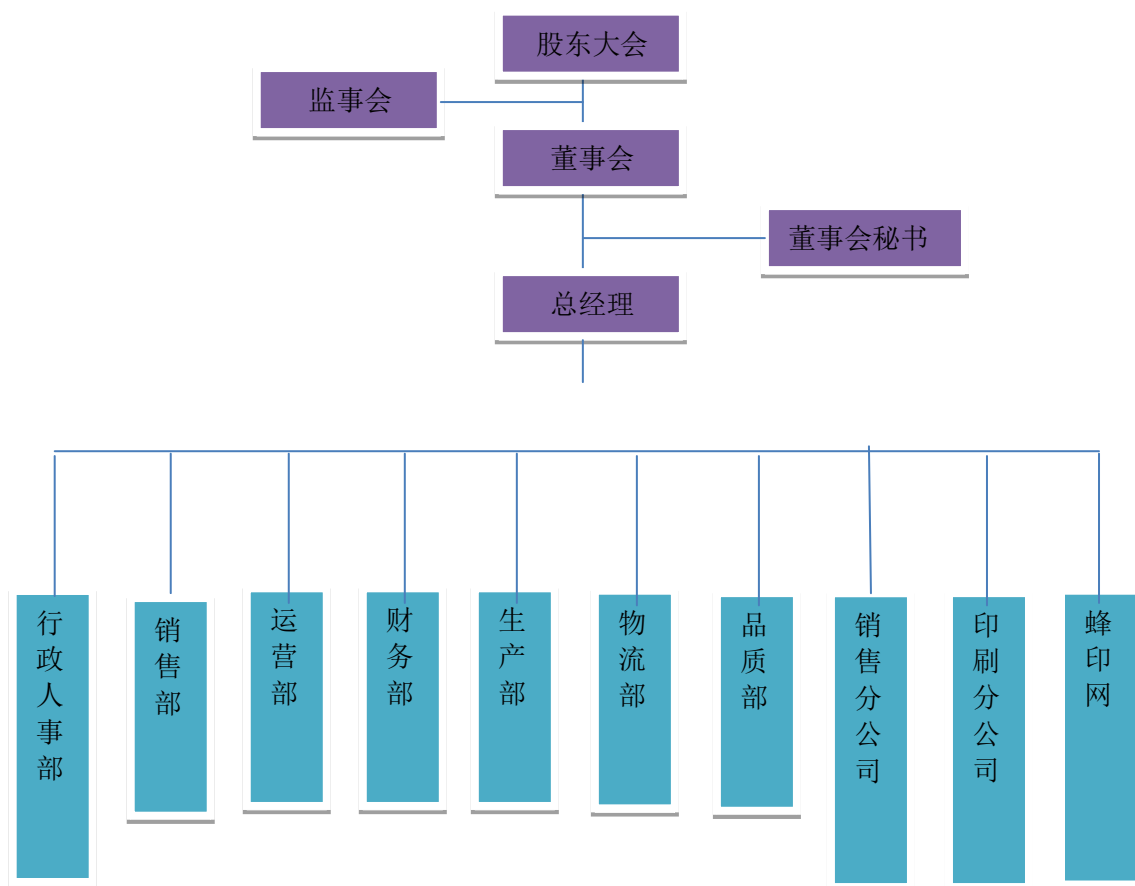 股东大会
监事会
董事会
董事会秘书
总经理
行政人事部
销售部
运营部
财务部
生产部
物流部
品质部
销售分公司
印刷分公司
蜂印网